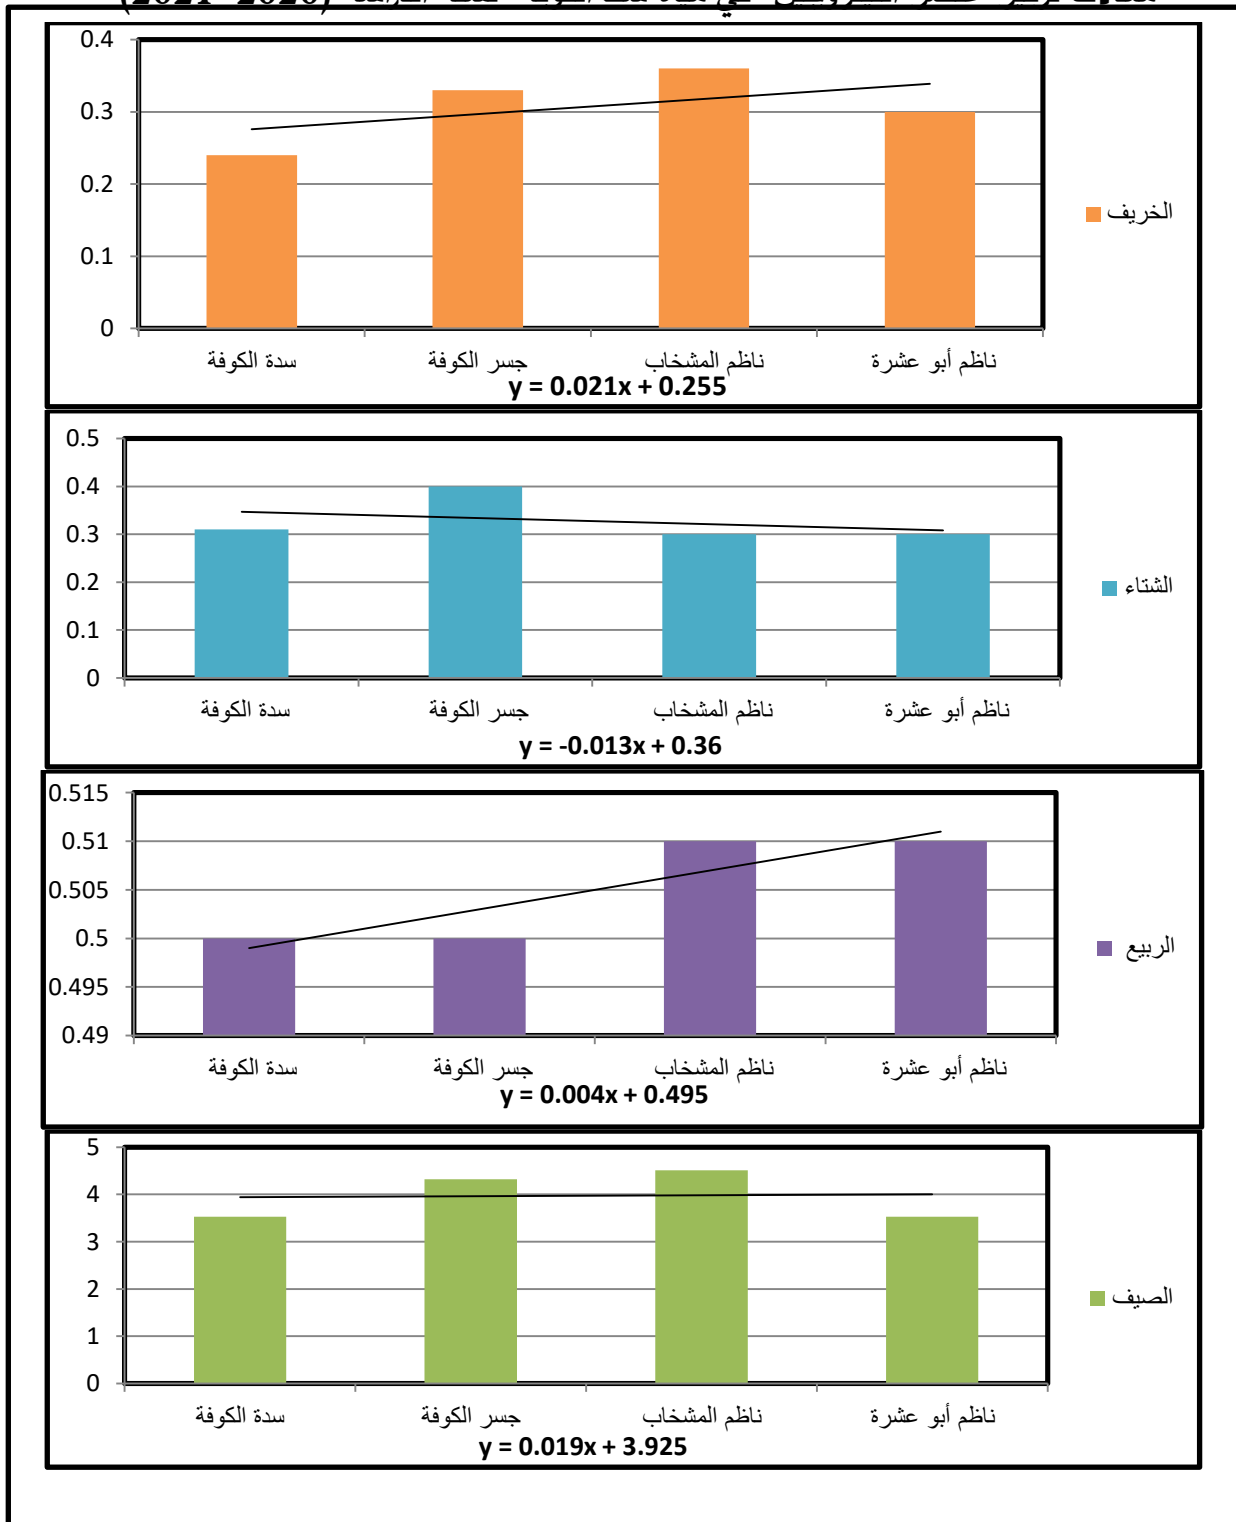 (2020-2021)
0.4
0.3
0.2
0.1
0
سدة الكوفة
جسر الكوفة
ناظم المشخاب
ناظم أبو عشرة
الخريف
y = 0.021x + 0.255
0.5
0.4
0.3
0.2
0.1
0
سدة الكوفة
جسر الكوفة
ناظم المشخاب
ناظم أبو عشرة
الشتاء
y = -0.013x + 0.36
0.515
0.51
0.505
0.5
0.495
0.49
سدة الكوفة
جسر الكوفة
ناظم المشخاب
ناظم أبو عشرة
الربيع
y = 0.004x + 0.495
5
4
3
2
1
0
سدة الكوفة
جسر الكوفة
ناظم المشخاب
ناظم أبو عشرة
الصيف
y = 0.019x + 3.925